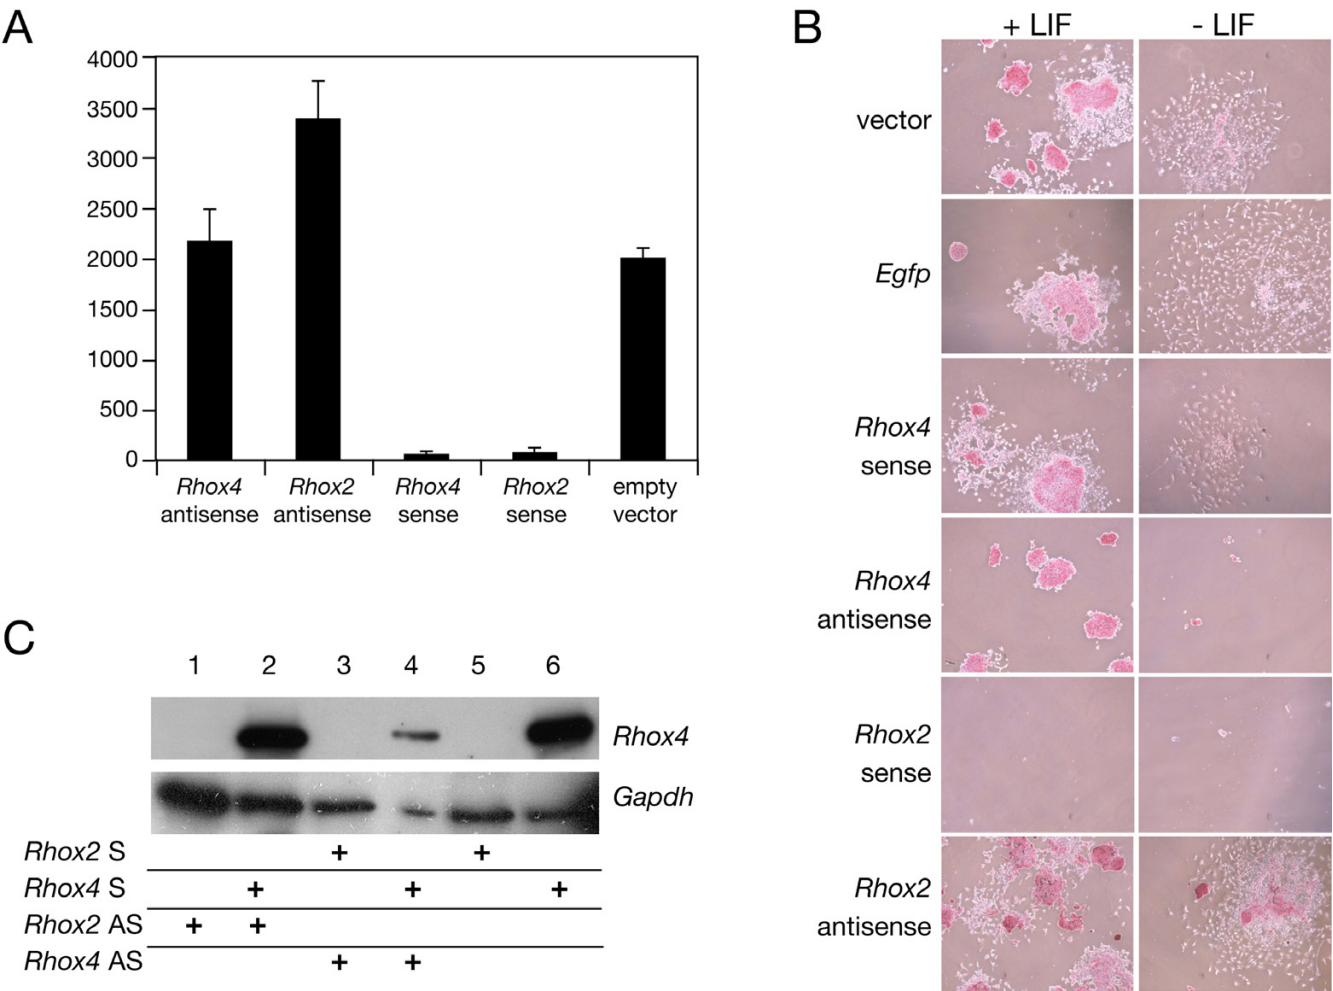 A
4000
3500
3000
2500
2000
1500
1000
500
0
Rhox4 Rhox2 Rhox4 Rhox2 empty
antisense antisense sense sense vector
B
+ LIF - LIF
vector
Egfp
Rhox4
sense
Rhox4
antisense
Rhox2
sense
Rhox2
antisense
C
1 2 3 4 5 6
Rhox4
Gapdh
Rhox2 S + +
Rhox4 S + + +
Rhox2 AS + +
Rhox4 AS + +